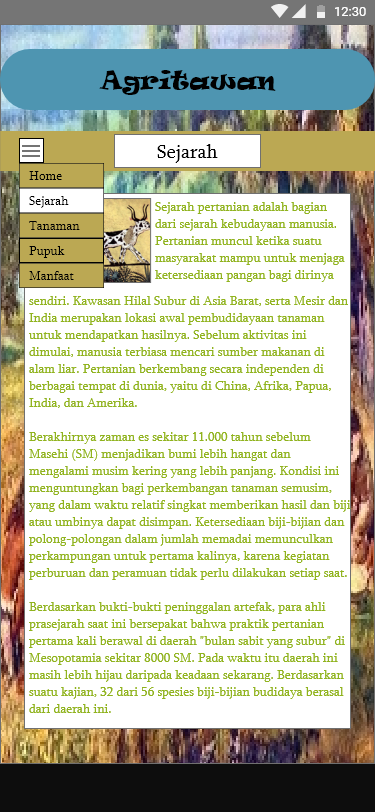 12:30
Agritawan
Sejarah
Home
Sejarah
Tanaman
Pupuk
Manfaat
Sejarah pertanian adalah bagian
dari sejarah kebudayaan manusia.
Pertanian muncul ketika suatu
masyarakat mampu untuk menjaga
ketersediaan pangan bagi dirinya
sendiri. Kawasan Hilal Subur di Asia Barat, serta Mesir dan
India merupakan lokasi awal pembudidayaan tanaman
untuk mendapatkan hasilnya. Sebelum aktivitas ini
dimulai, manusia terbiasa mencari sumber makanan di
alam liar. Pertanian berkembang secara independen di
berbagai tempat di dunia, yaitu di China, Afrika, Papua,
India, dan Amerika.
Berakhirnya zaman es sekitar 11.000 tahun sebelum
Masehi (SM) menjadikan bumi lebih hangat dan
mengalami musim kering yang lebih panjang. Kondisi ini
menguntungkan bagi perkembangan tanaman semusim,
yang dalam waktu relatif singkat memberikan hasil dan biji
atau umbinya dapat disimpan. Ketersediaan biji-bijian dan
polong-polongan dalam jumlah memadai memunculkan
perkampungan untuk pertama kalinya, karena kegiatan
perburuan dan peramuan tidak perlu dilakukan setiap saat.
Berdasarkan bukti-bukti peninggalan artefak, para ahli
prasejarah saat ini bersepakat bahwa praktik pertanian
pertama kali berawal di daerah "bulan sabit yang subur" di
Mesopotamia sekitar 8000 SM. Pada waktu itu daerah ini
masih lebih hijau daripada keadaan sekarang. Berdasarkan
suatu kajian, 32 dari 56 spesies biji-bijian budidaya berasal
dari daerah ini.